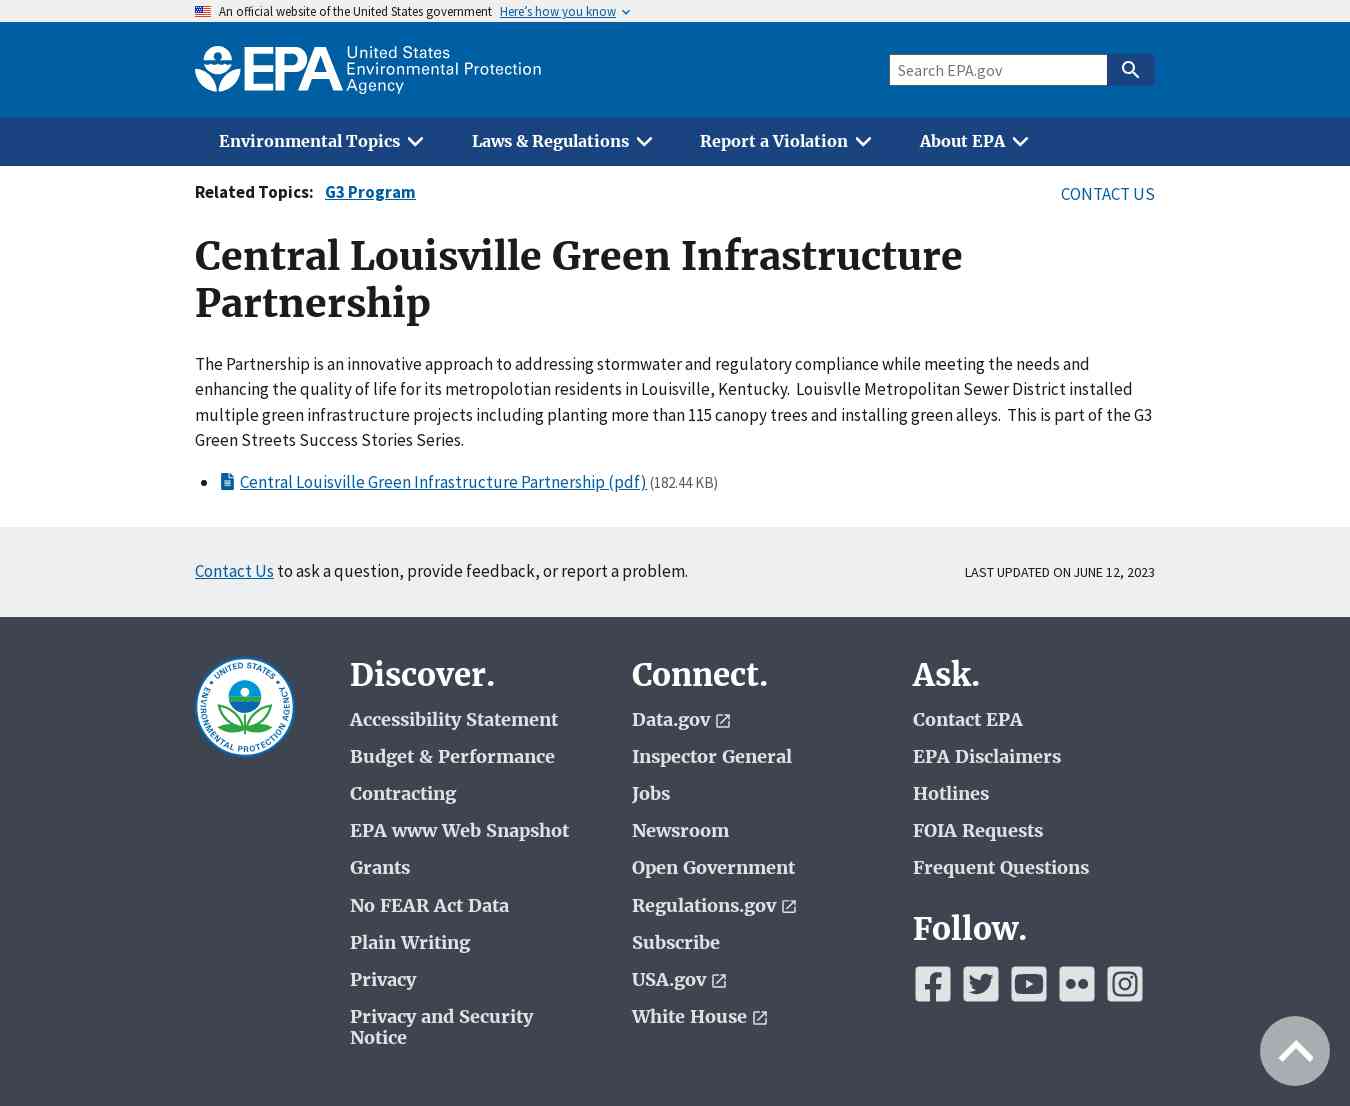 An official website of the United States government Here's how you know
EPA United States
Environmental Protection
Agency
Search EPA.gov
Environmental Topics Laws & Regulations Report a Violation About EPA
Related Topics: G3 Program CONTACT US
Central Louisville Green Infrastructure
Partnership
The Partnership is an innovative approach to addressing stormwater and regulatory compliance while meeting the needs and
enhancing the quality of life for its metropolotian residents in Louisville, Kentucky.  Louisvlle Metropolitan Sewer District installed
multiple green infrastructure projects including planting more than 115 canopy trees and installing green alleys.  This is part of the G3
Green Streets Success Stories Series.
• Central Louisville Green Infrastructure Partnership (pdf) (182.44 KB)
Contact Us to ask a question, provide feedback, or report a problem. LAST UPDATED ON JUNE 12, 2023
UNITED STATES ENVIRONMENTAL PROTECTION AGENCY
Discover.
Accessibility Statement
Budget & Performance
Contracting
EPA www Web Snapshot
Grants
No FEAR Act Data
Plain Writing
Privacy
Privacy and Security
Notice
Connect.
Data.gov
Inspector General
Jobs
Newsroom
Open Government
Regulations.gov
Subscribe
USA.gov
White House
Ask.
Contact EPA
EPA Disclaimers
Hotlines
FOIA Requests
Frequent Questions
Follow.